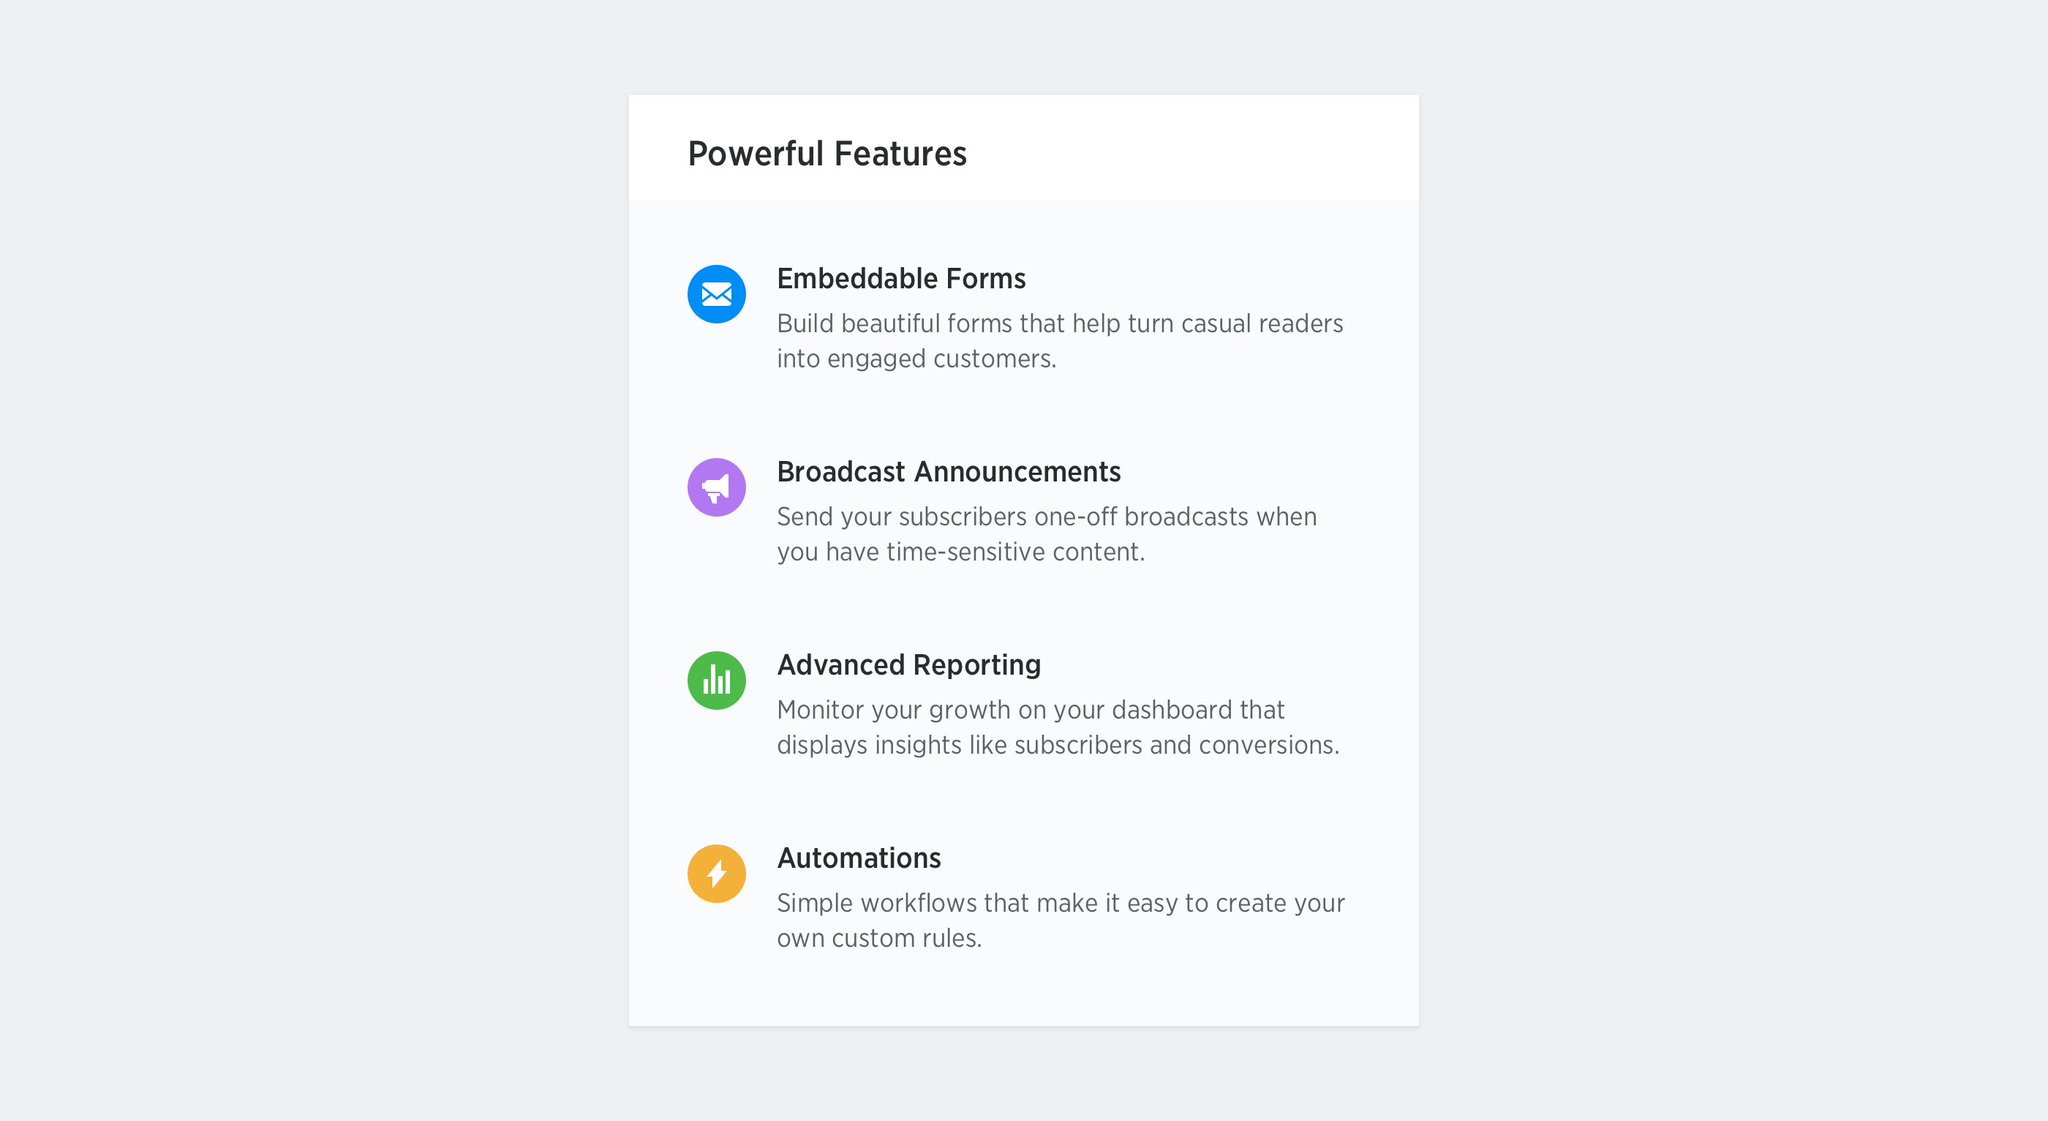 Powerful Features
Embeddable Forms
Build beautiful forms that help turn casual readers
into engaged customers.
Broadcast Announcements
Send your subscribers one-off broadcasts when
you have time-sensitive content.
Advanced Reporting
Monitor your growth on your dashboard that
displays insights like subscribers and conversions.
Automations
Simple workflows that make it easy to create your
own custom rules.